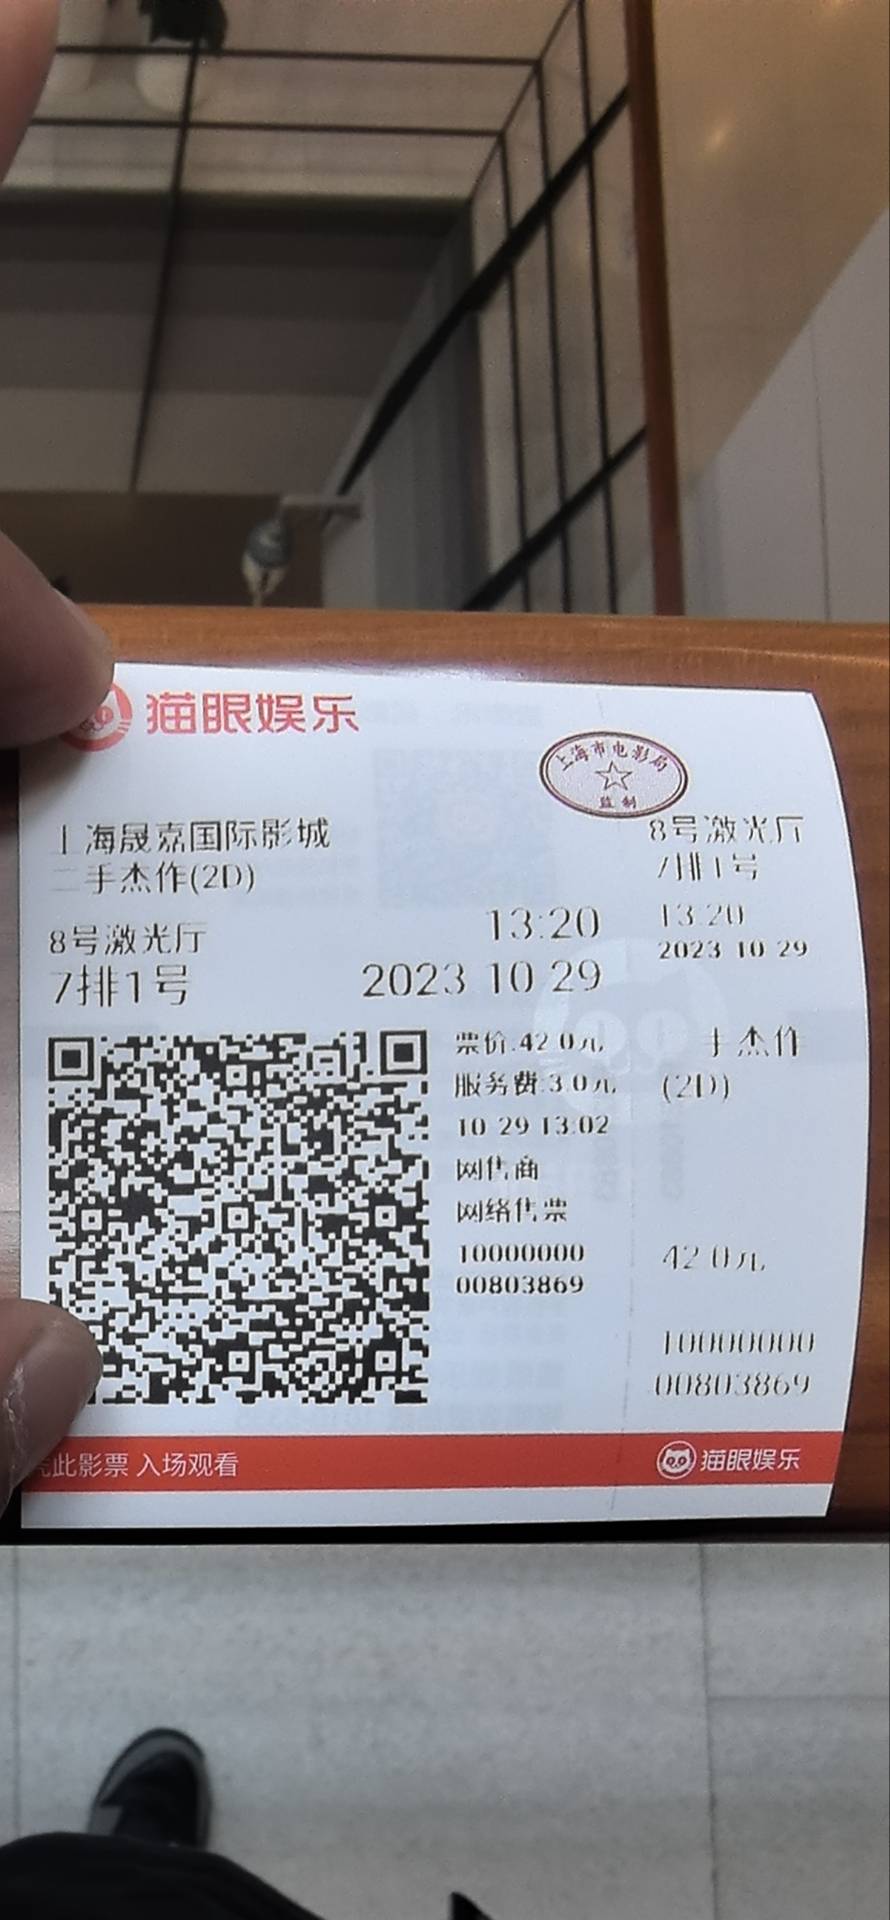 猫眼娱乐
上海市电影局
监制
上海晟嘉国际影城
二手杰作(2D)
8号激光厅
13:20
7排1号
2023 10 29
票价:42.0元
服务费:3.0元
10 29 13:02
网售商
网络售票
10000000
00803869
8号激光厅
7排1号
13:20
2023 10 29
手杰作
(2D)
42.0元
10000000
00803869
凭此影票 入场观看
猫眼娱乐